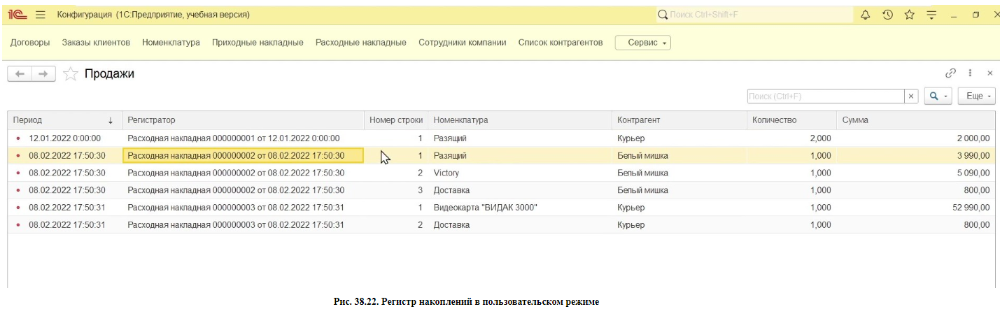 1С Конфигурация (1С:Предприятие, учебная версия) Поиск Ctrl+Shift+F
Договоры Заказы клиентов Номенклатура Приходные накладные Расходные накладные Сотрудники компании Список контрагентов Сервис
Продажи
Поиск (Ctrl+F) Еще
Период Регистратор Номер строки Номенклатура Контрагент Количество Сумма
12.01.2022 0:00:00 Расходная накладная 000000001 от 12.01.2022 0:00:00 1 Разящий Курьер 2,000 2 000,00
08.02.2022 17:50:30 Расходная накладная 000000002 от 08.02.2022 17:50:30 1 Разящий Белый мишка 1,000 3 990,00
08.02.2022 17:50:30 Расходная накладная 000000002 от 08.02.2022 17:50:30 2 Victory Белый мишка 1,000 5 090,00
08.02.2022 17:50:30 Расходная накладная 000000002 от 08.02.2022 17:50:30 3 Доставка Белый мишка 1,000 800,00
08.02.2022 17:50:31 Расходная накладная 000000003 от 08.02.2022 17:50:31 1 Видеокарта "ВИДАК 3000" Курьер 1,000 52 990,00
08.02.2022 17:50:31 Расходная накладная 000000003 от 08.02.2022 17:50:31 2 Доставка Курьер 1,000 800,00
Рис. 38.22. Регистр накоплений в пользовательском режиме